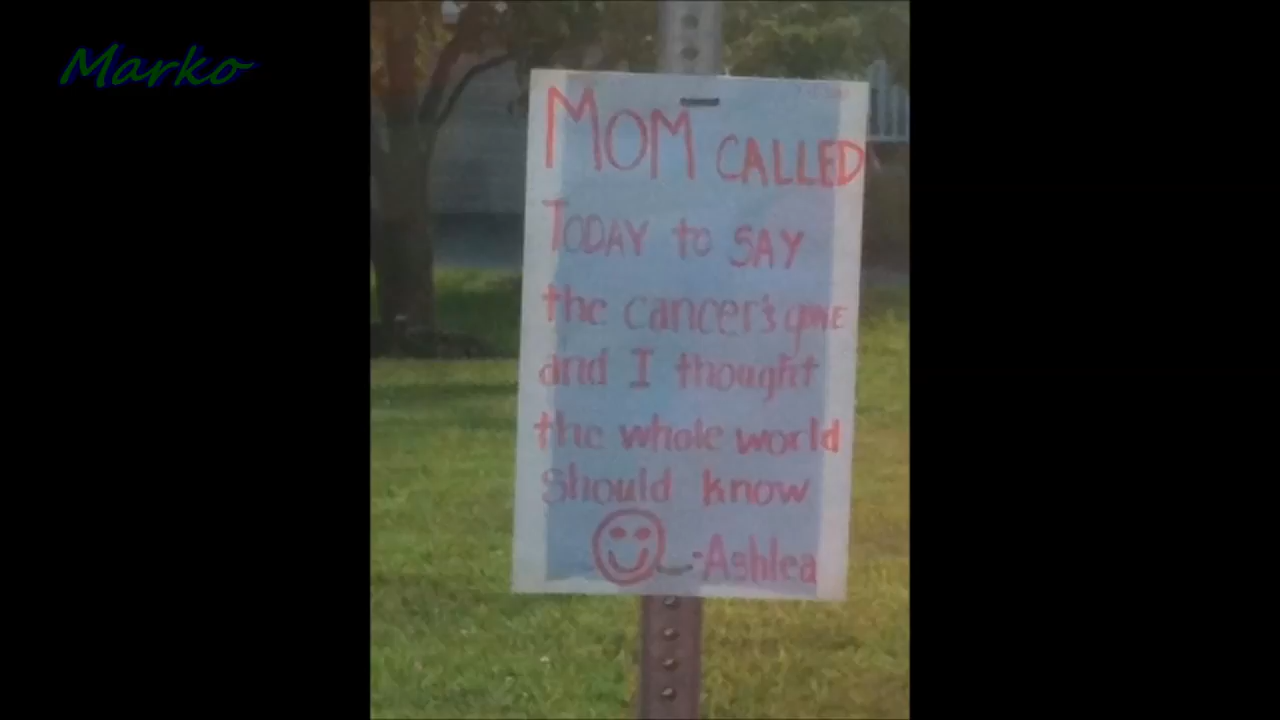 Marko
MOM CALLED
TODAY to SAY
the cancer's gone
and I thought
the whole world
should know
-Ashlea